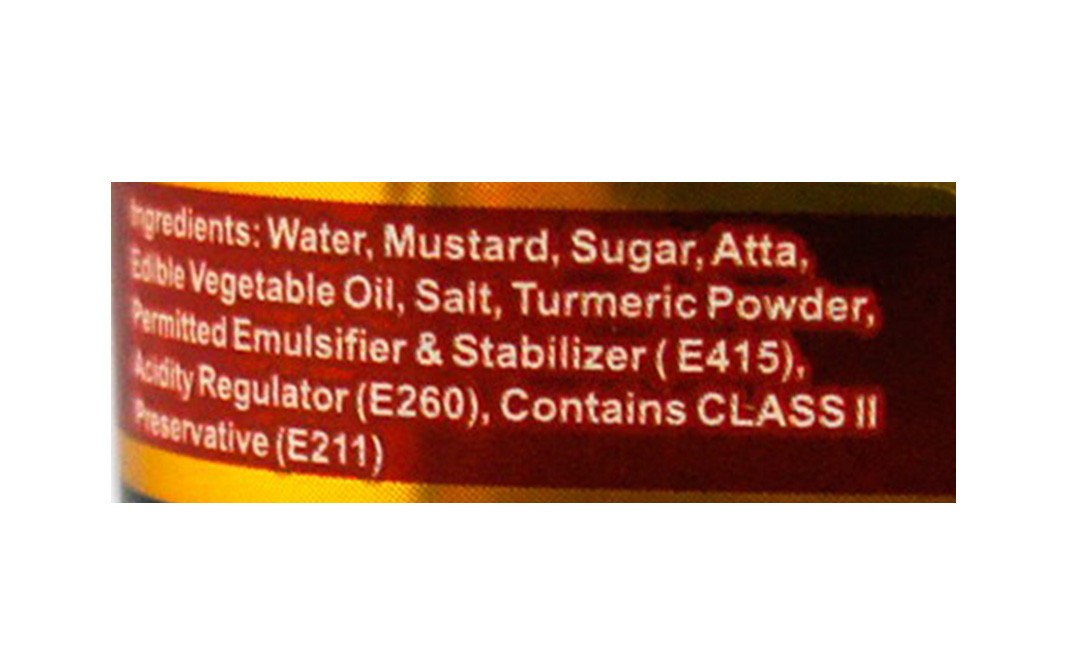 Ingredients: Water, Mustard, Sugar, Atta,
Edible Vegetable Oil, Salt, Turmeric Powder,
Permitted Emulsifier & Stabilizer ( E415),
Acidity Regulator (E260), Contains CLASS II
Preservative (E211)